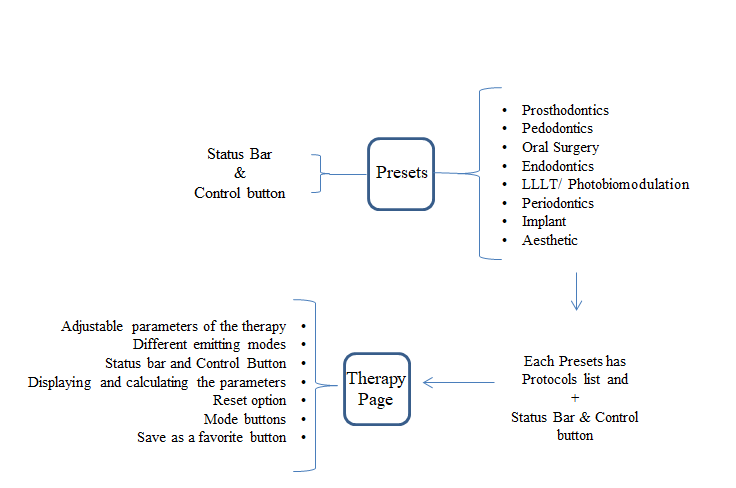 Status Bar
&
Control button
Presets
• Prosthodontics
• Pedodontics
• Oral Surgery
• Endodontics
• LLLT/ Photobiomodulation
• Periodontics
• Implant
• Aesthetic
Each Presets has
Protocols list and
+
Status Bar & Control
button
Therapy
Page
Adjustable parameters of the therapy •
Different emitting modes •
Status bar and Control Button •
Displaying and calculating the parameters •
Reset option •
Mode buttons •
Save as a favorite button •